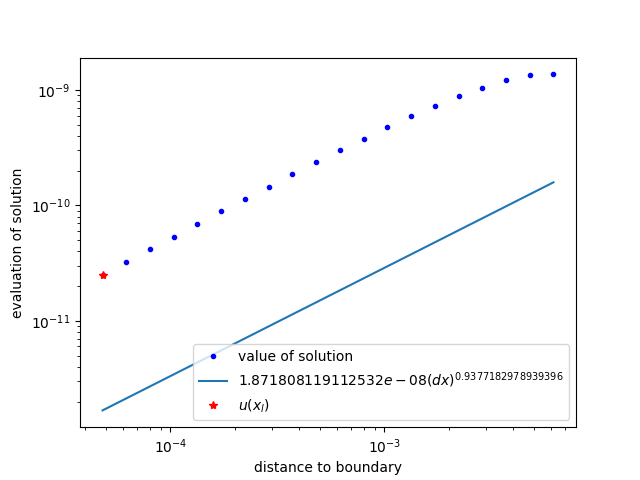 10⁻⁹
10⁻¹⁰
10⁻¹¹
evaluation of solution
value of solution
1.871808119112532e − 08(dx)^0.9377182978939396
u(x_l)
10⁻⁴
10⁻³
distance to boundary